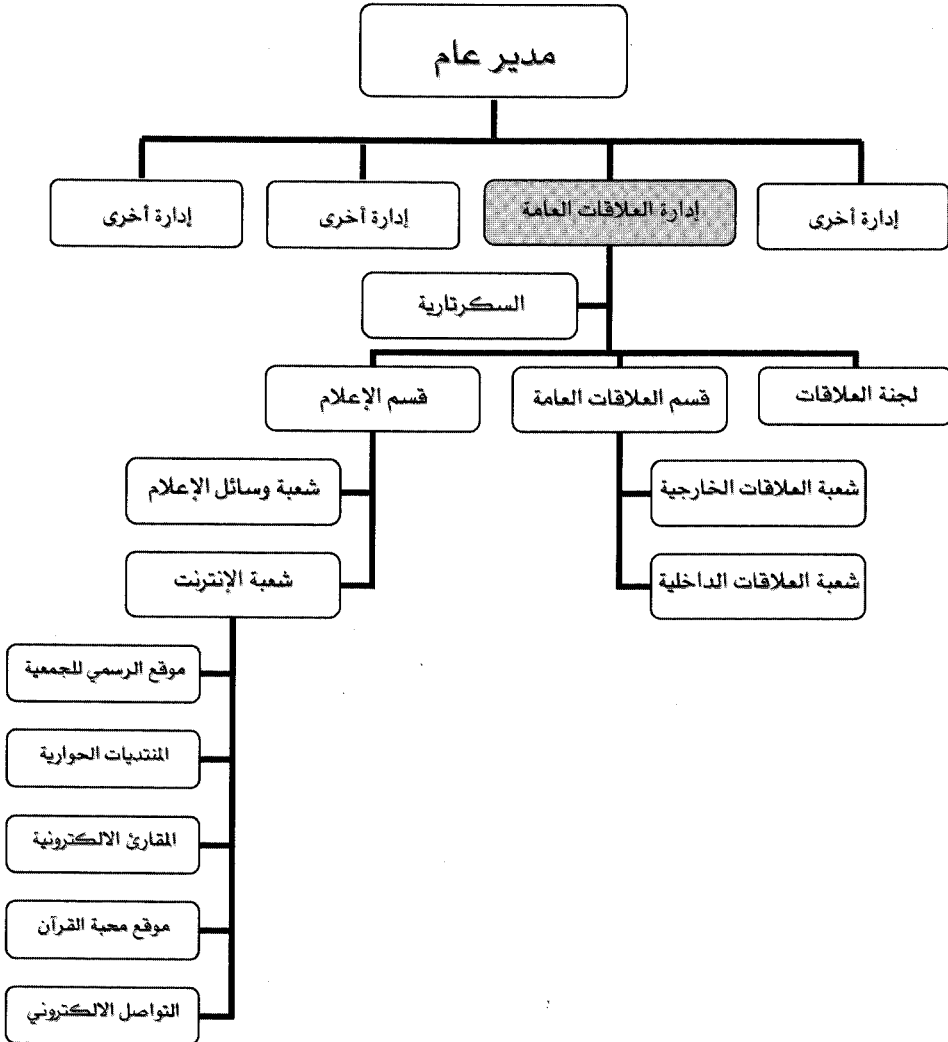 مدير عام
إدارة أخرى
إدارة العلاقات العامة
إدارة أخرى
إدارة أخرى
السكرتارية
لجنة العلاقات
قسم العلاقات العامة
قسم الإعلام
شعبة العلاقات الخارجية
شعبة وسائل الإعلام
شعبة العلاقات الداخلية
شعبة الإنترنت
موقع الرسمي للجمعية
المنتديات الحوارية
المقارئ الالكترونية
موقع محبة القرآن
التواصل الالكتروني